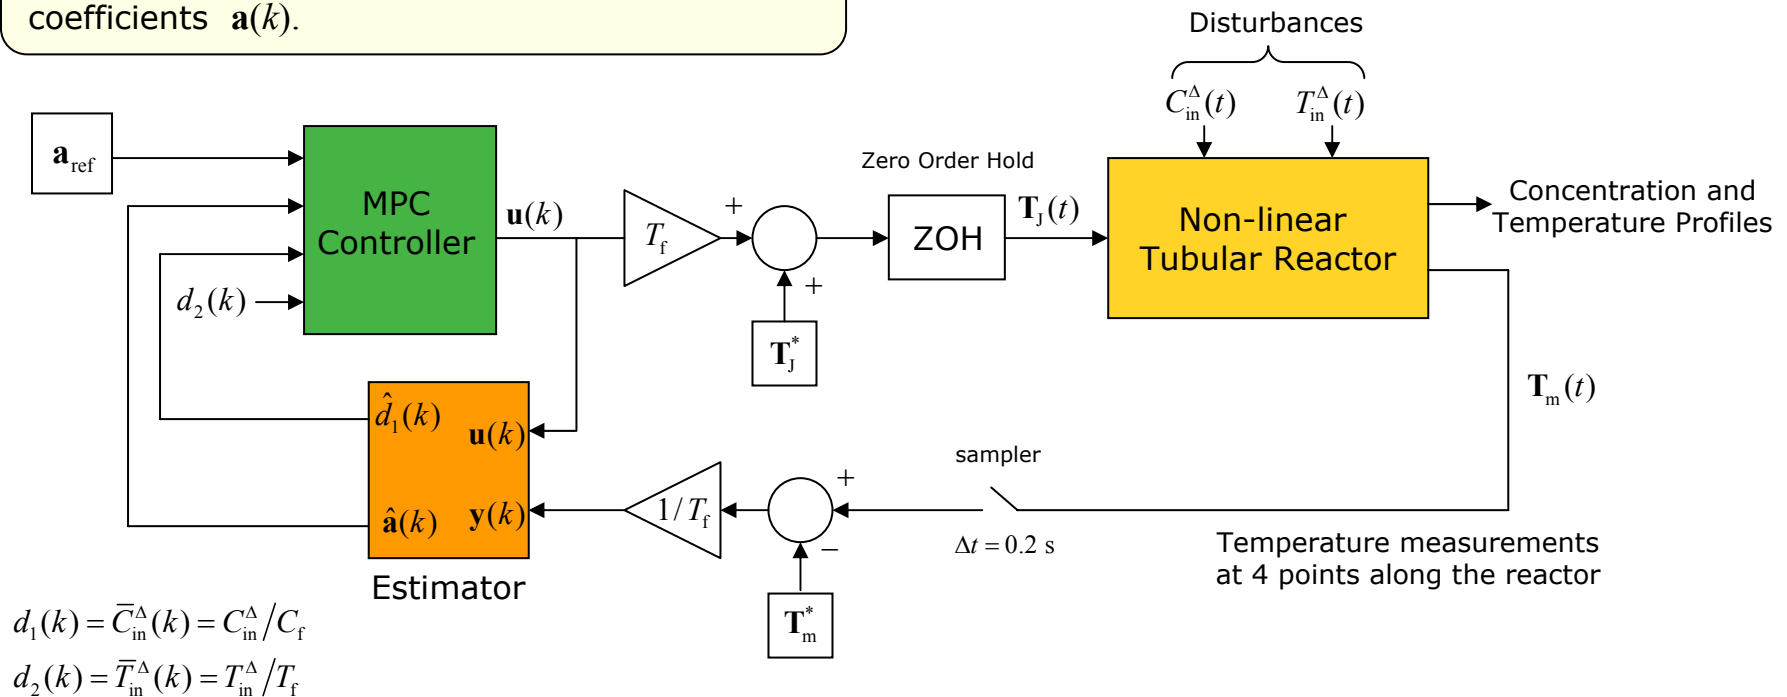 coefficients a(k).
Disturbances
C_in^Δ(t) T_in^Δ(t)
a_ref
MPC
Controller
u(k)
T_f
+
+
T_J^*
Zero Order Hold
ZOH
T_J(t)
Non-linear
Tubular Reactor
Concentration and
Temperature Profiles
d_2(k)
T_m(t)
d̂_1(k)
u(k)
â(k)
y(k)
Estimator
1/T_f
+
−
T_m^*
sampler
Δt = 0.2 s
Temperature measurements
at 4 points along the reactor
d_1(k) = C̄_in^Δ(k) = C_in^Δ/C_f
d_2(k) = T̄_in^Δ(k) = T_in^Δ/T_f